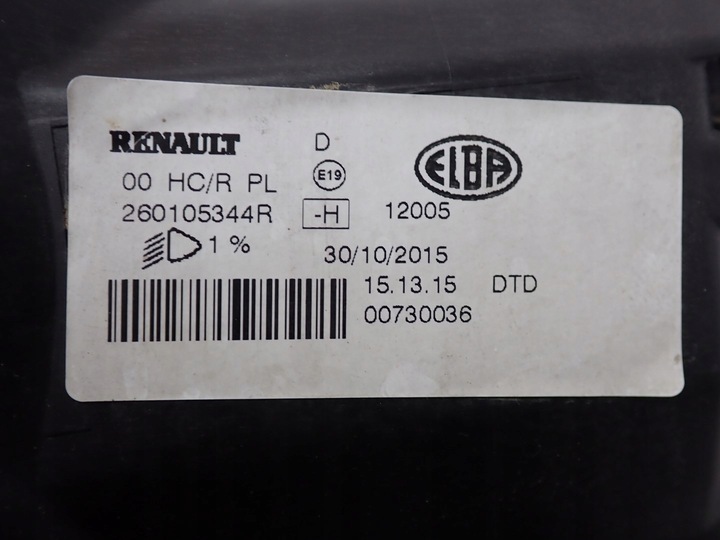 RENAULT D ELBA
00 HC/R PL E19
260105344R -H 12005
1 % 30/10/2015
15.13.15 DTD
00730036